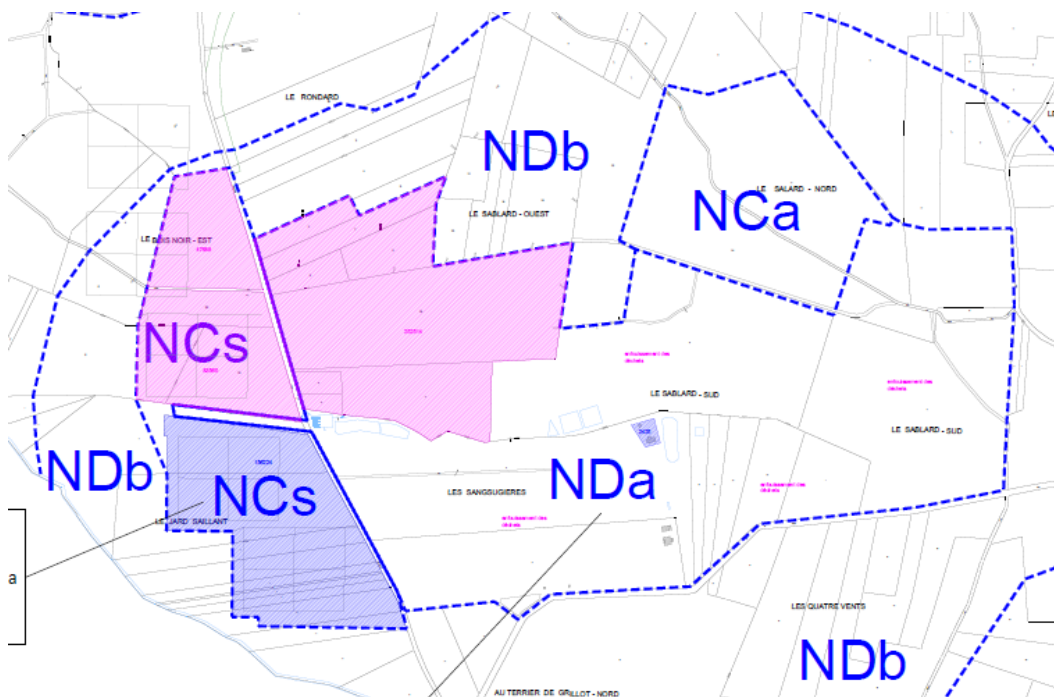 LE RONDARD
NDb
LE SALARD - NORD
NCa
LE SABLARD - OUEST
LE BOIS NOIR - EST
NCs
LE SABLARD - SUD
LE SABLARD - SUD
NDb
NCs
LES SANGSUGIÈRES
NDa
LE JARD SAILLANT
a
LES QUATRE VENTS
NDb
AU TERRIER DE GRILLOT - NORD